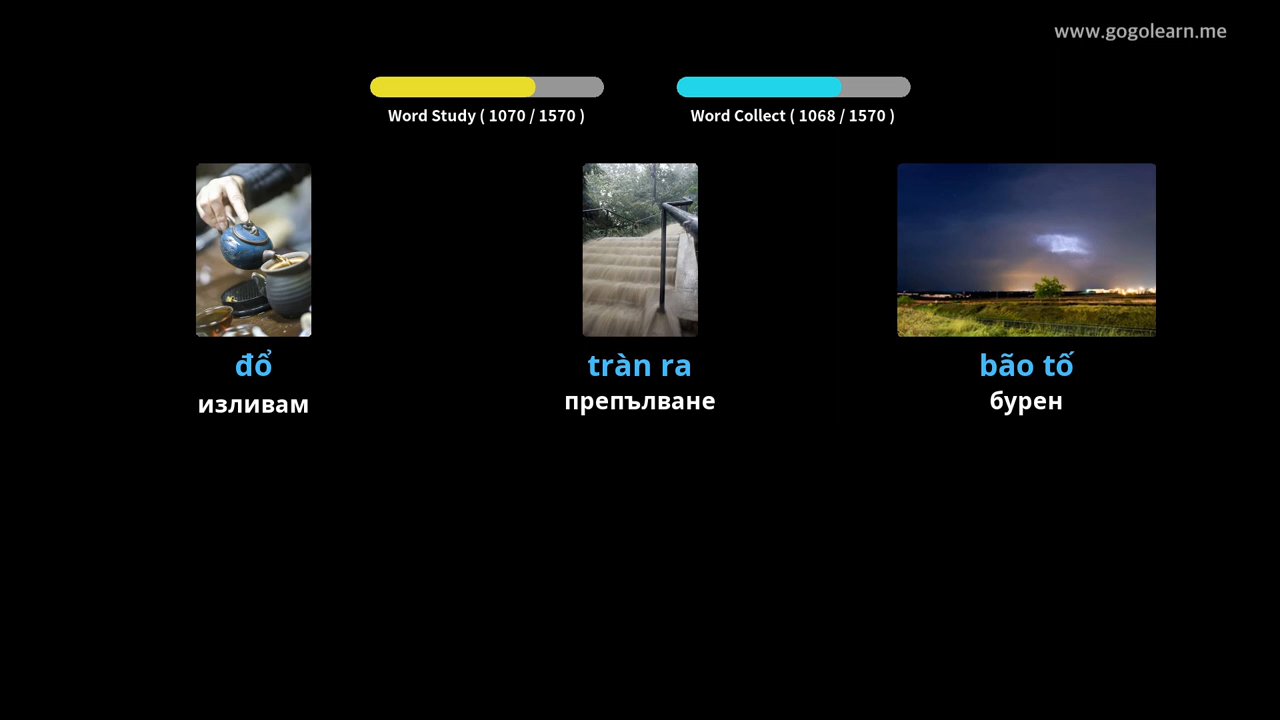 www.gogolearn.me
Word Study ( 1070 / 1570 )
Word Collect ( 1068 / 1570 )
đổ
изливам
tràn ra
препълване
bão tố
бурен